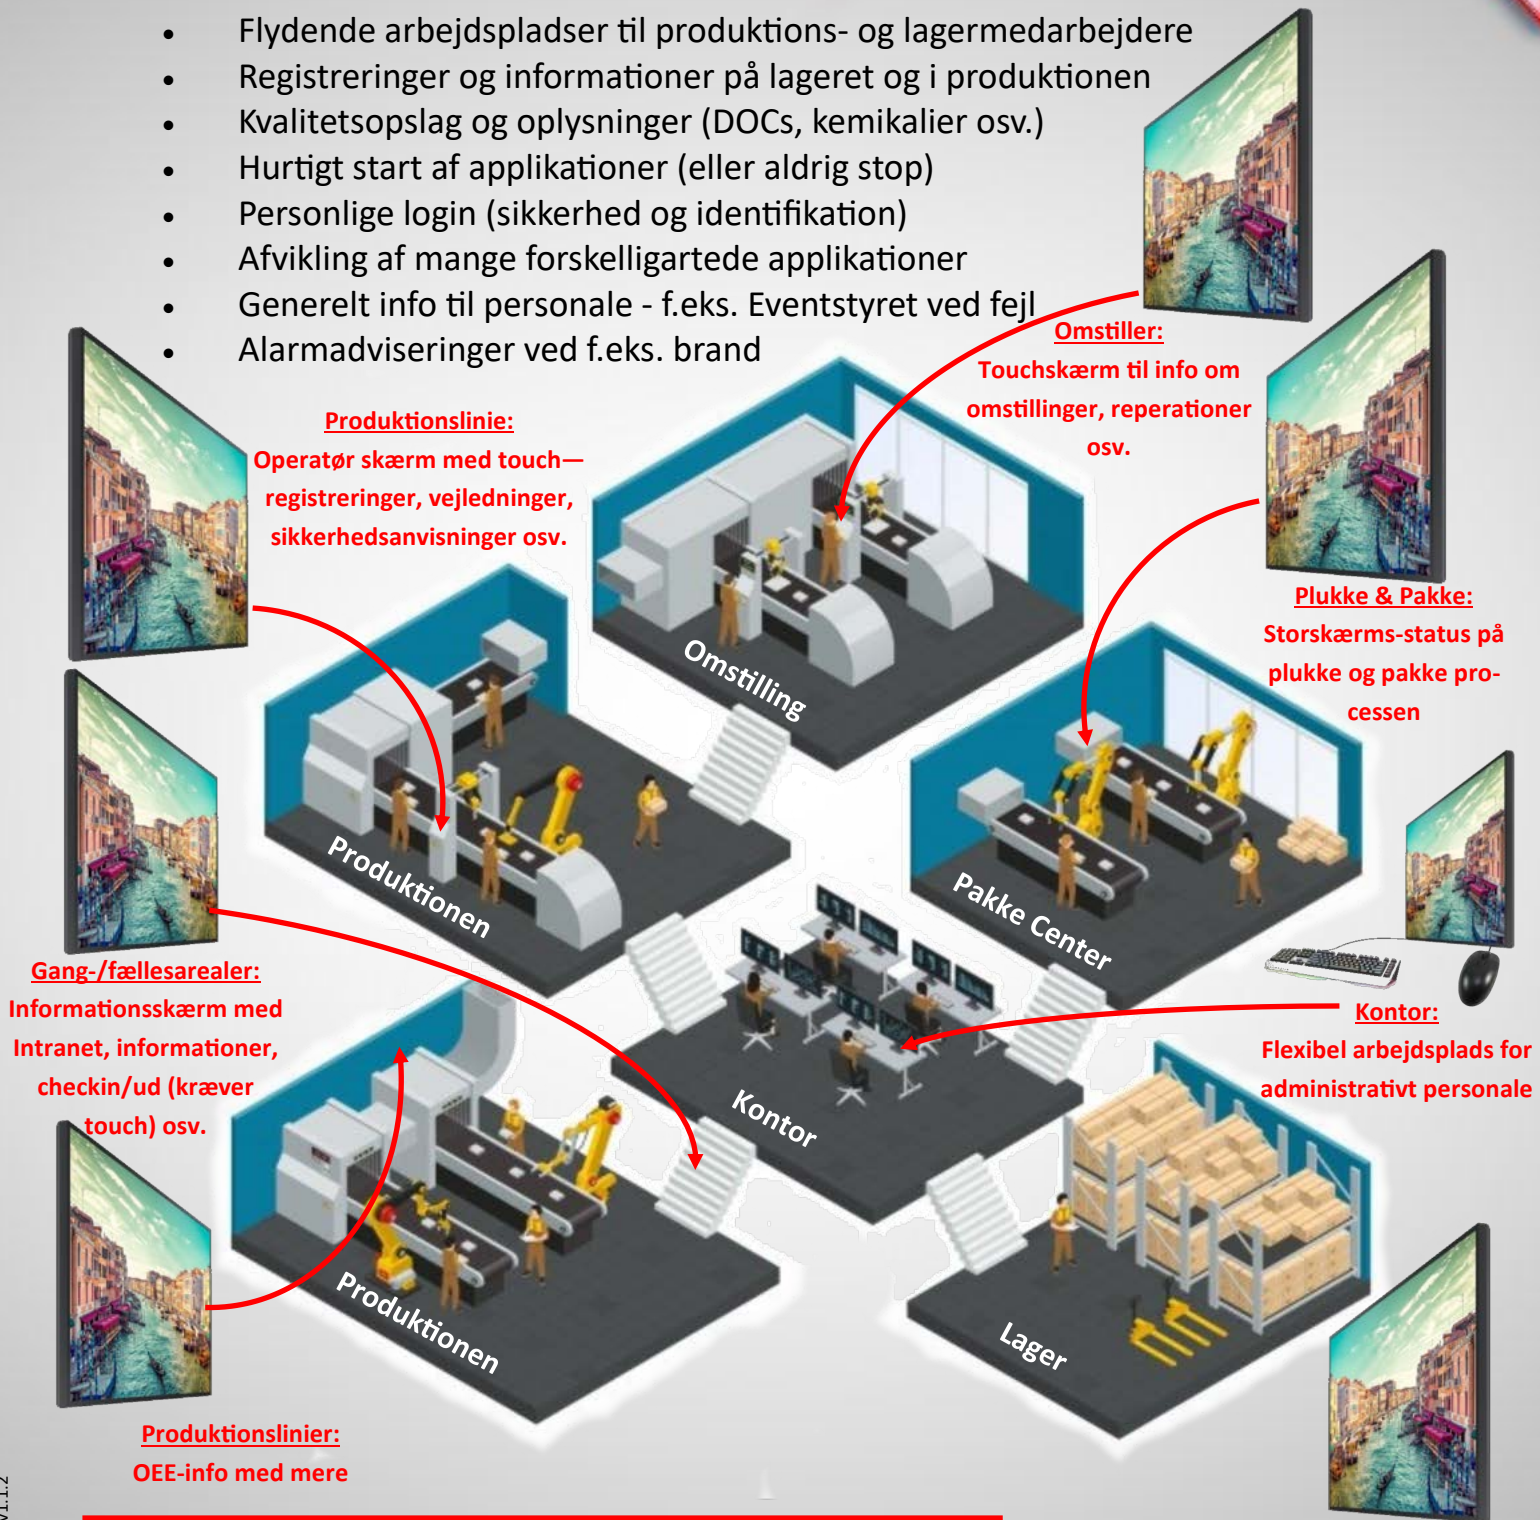 • Flydende arbejdspladser til produktions- og lagermedarbejdere
• Registreringer og informationer på lageret og i produktionen
• Kvalitetsopslag og oplysninger (DOCs, kemikalier osv.)
• Hurtigt start af applikationer (eller aldrig stop)
• Personlige login (sikkerhed og identifikation)
• Afvikling af mange forskelligartede applikationer
• Generelt info til personale - f.eks. Eventstyret ved fejl
• Alarmadviseringer ved f.eks. brand
Omstiller:
Touchskærm til info om
omstillinger, reperationer
osv.
Produktionslinie:
Operatør skærm med touch—
registreringer, vejledninger,
sikkerhedsanvisninger osv.
Plukke & Pakke:
Storskærms-status på
plukke og pakke pro-
cessen
Omstilling
Produktionen
Pakke Center
Gang-/fællesarealer:
Informationsskærm med
Intranet, informationer,
checkin/ud (kræver
touch) osv.
Kontor:
Flexibel arbejdsplads for
administrativt personale
Kontor
Produktionen
Lager
Produktionslinier:
OEE-info med mere
V1.1.2